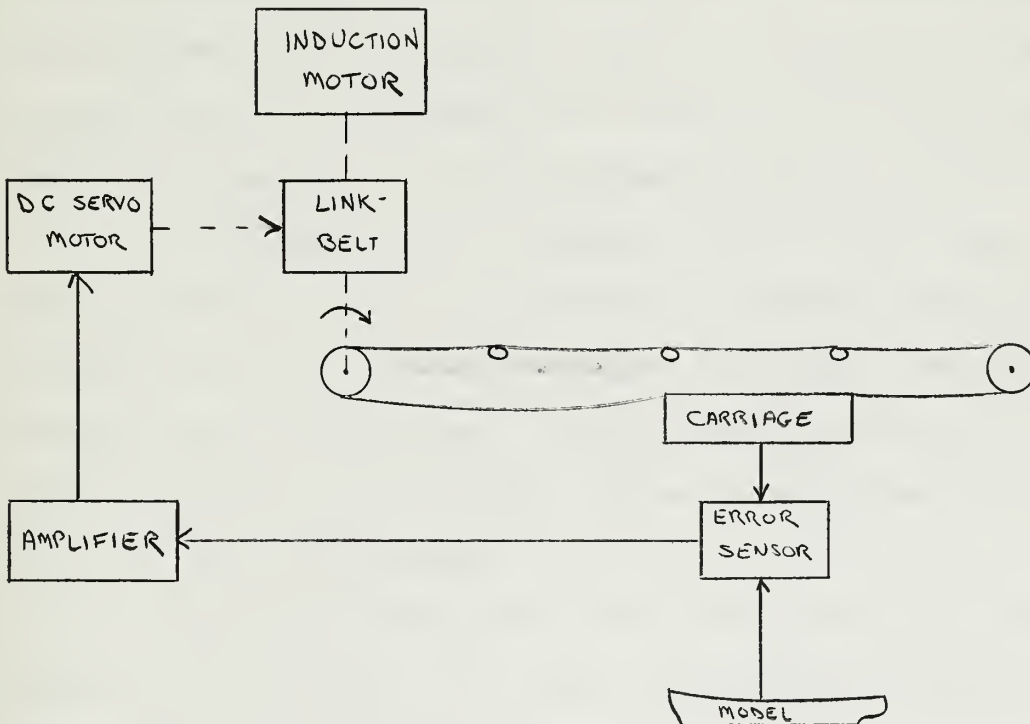 INDUCTION
MOTOR
DC SERVO
MOTOR
LINK-
BELT
CARRIAGE
ERROR
SENSOR
AMPLIFIER
MODEL